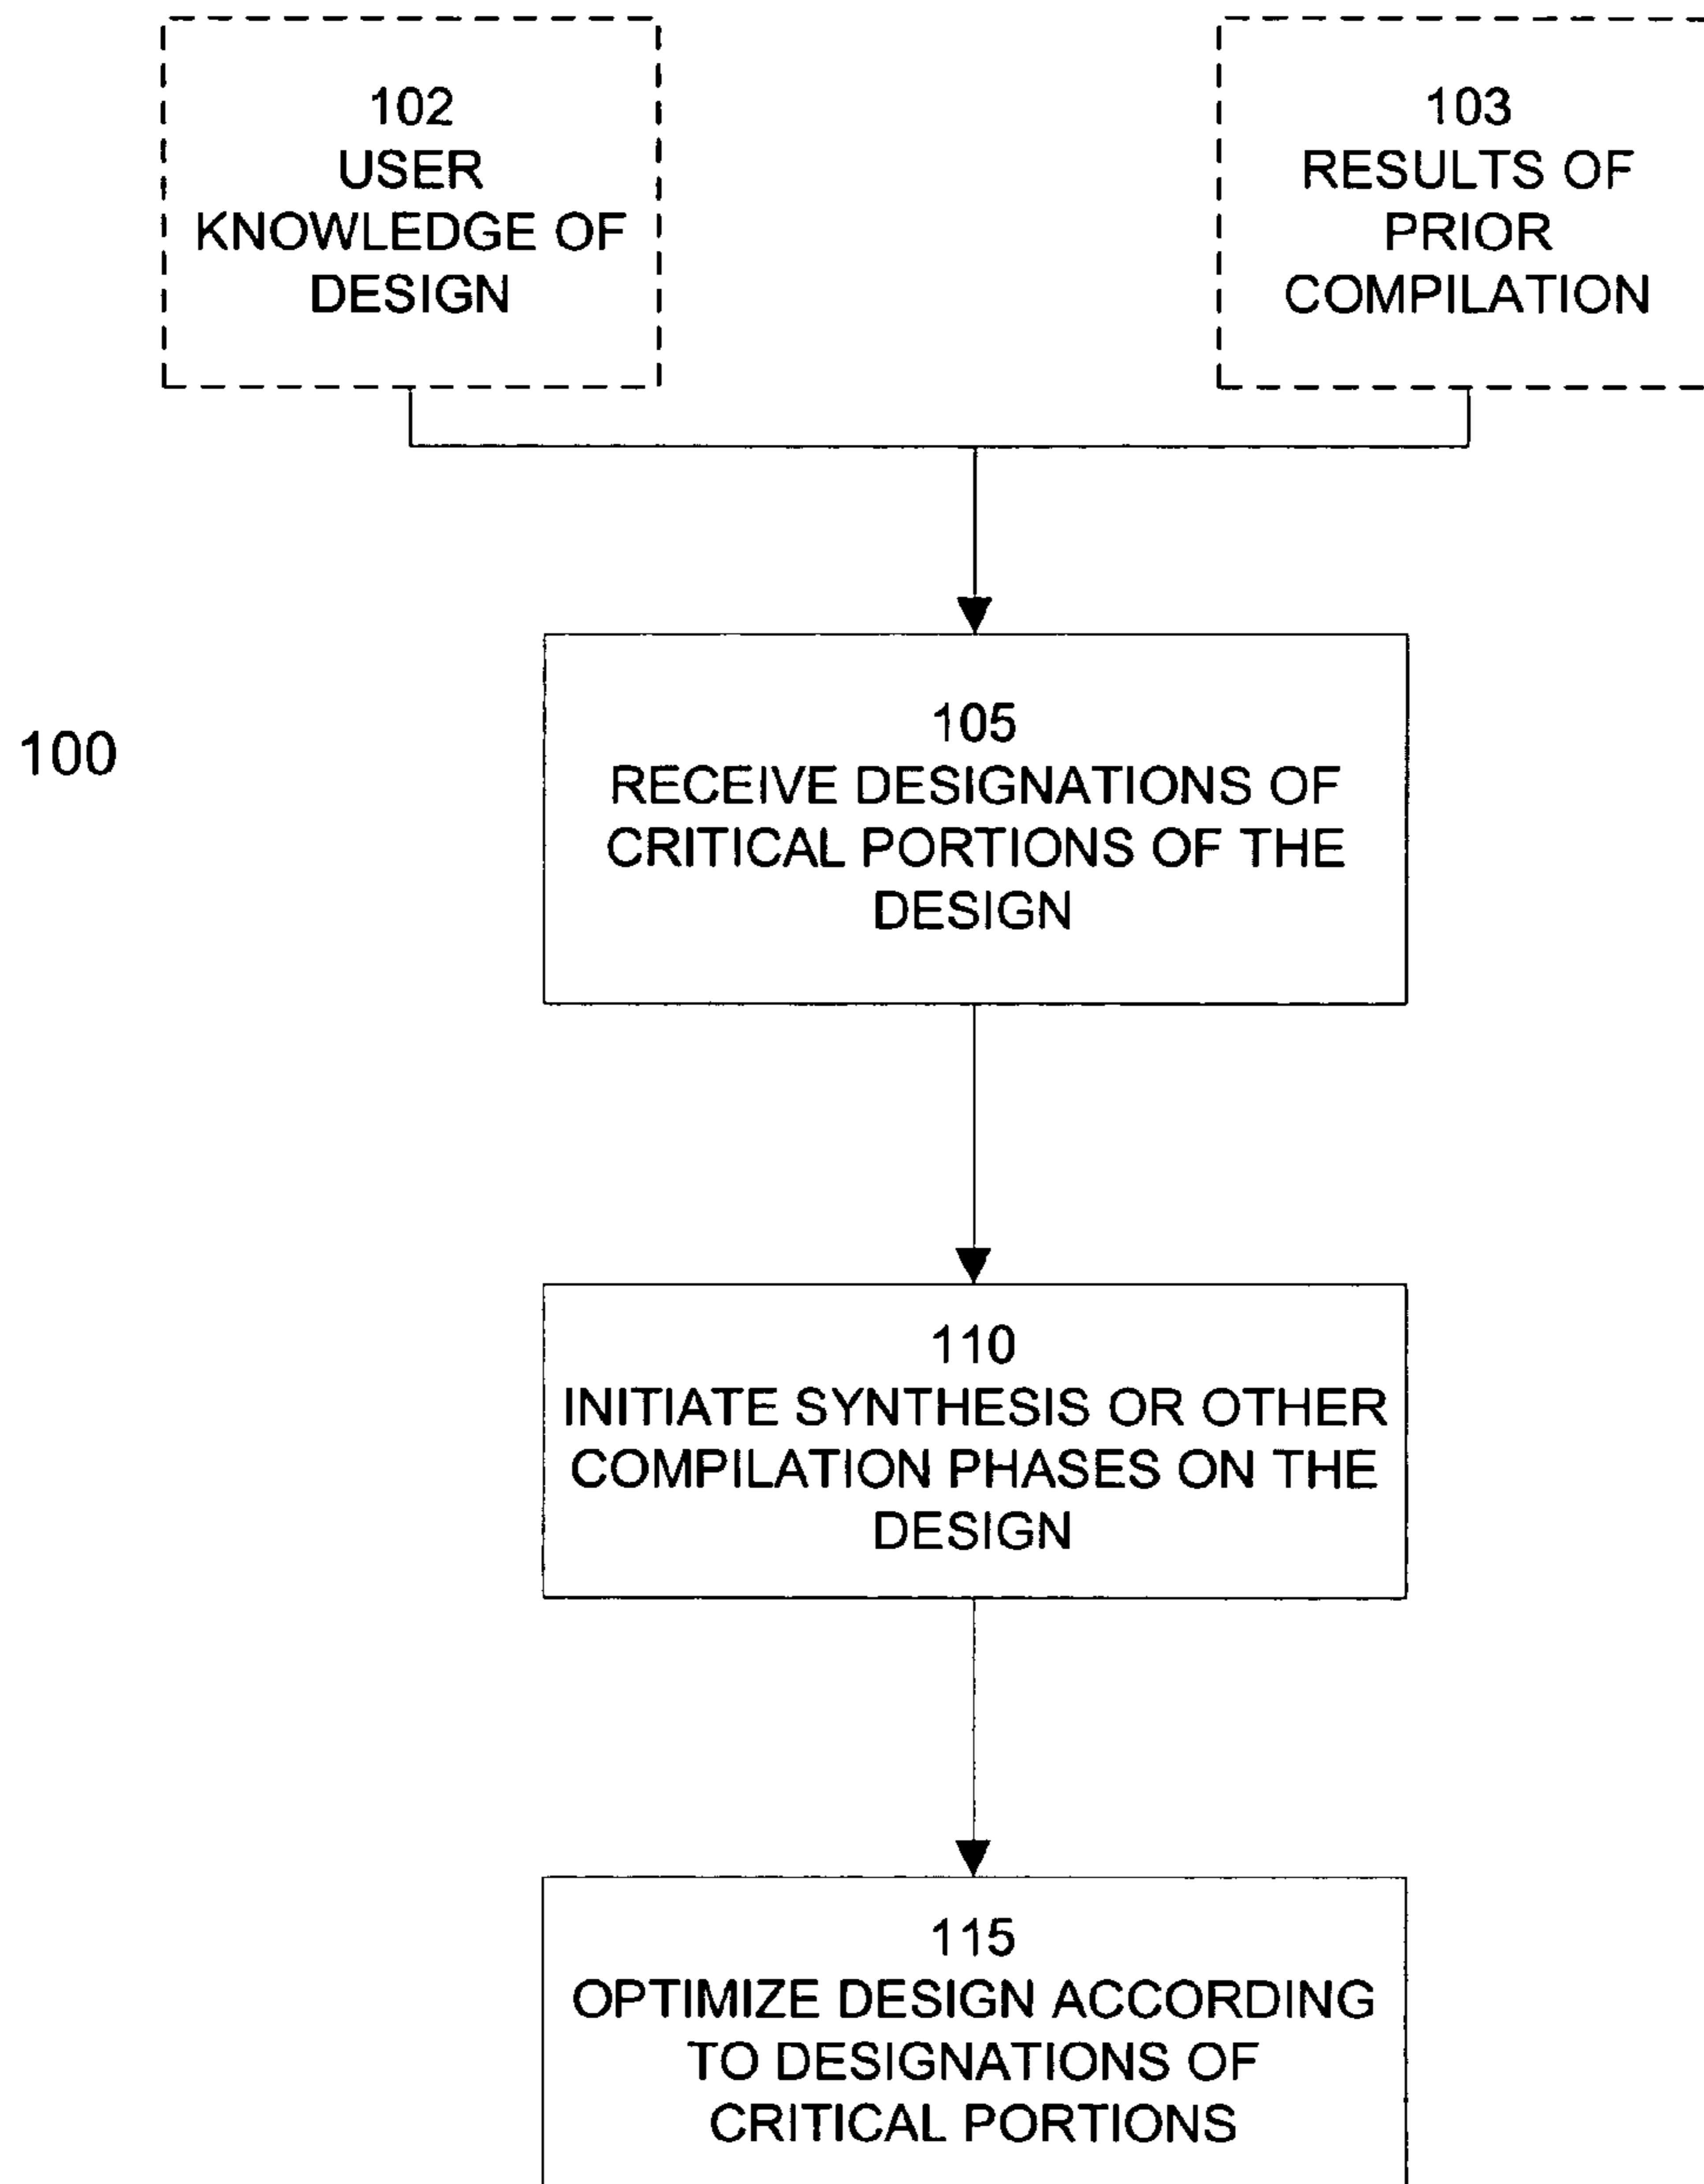 102
USER
KNOWLEDGE OF
DESIGN
103
RESULTS OF
PRIOR
COMPILATION
100
105
RECEIVE DESIGNATIONS OF
CRITICAL PORTIONS OF THE
DESIGN
110
INITIATE SYNTHESIS OR OTHER
COMPILATION PHASES ON THE
DESIGN
115
OPTIMIZE DESIGN ACCORDING
TO DESIGNATIONS OF
CRITICAL PORTIONS